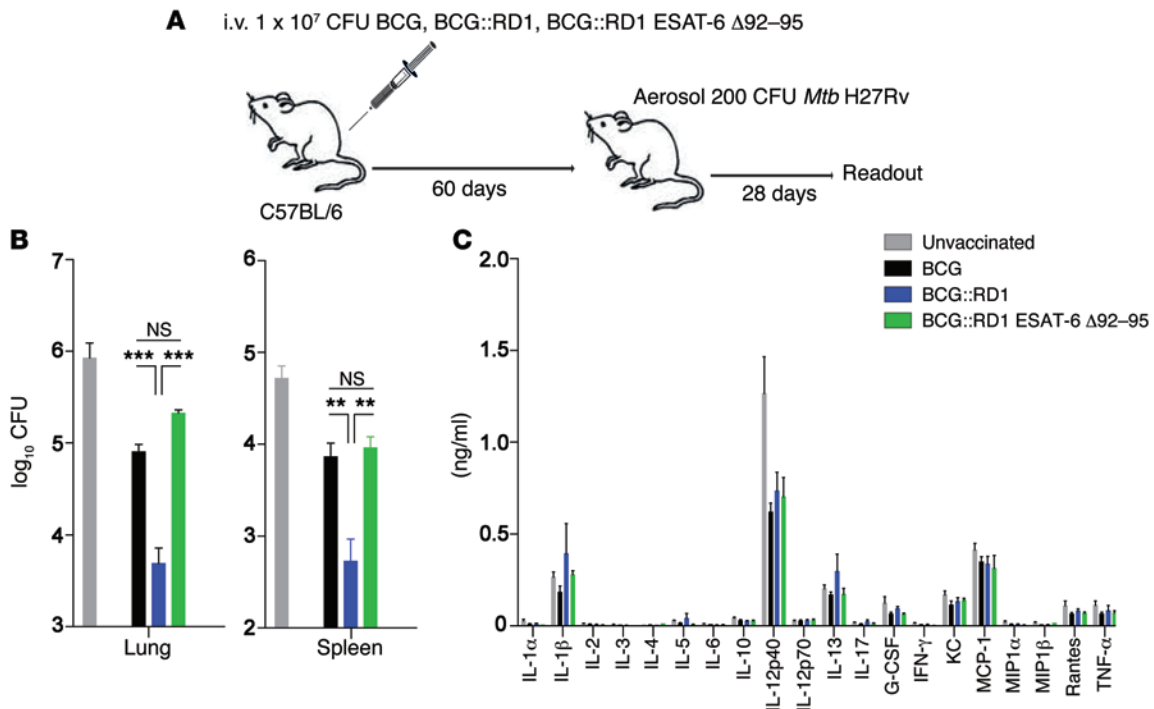 A i.v. 1 x 10⁷ CFU BCG, BCG::RD1, BCG::RD1 ESAT-6 Δ92–95
Aerosol 200 CFU Mtb H27Rv
60 days
28 days
Readout
C57BL/6
B
log₁₀ CFU
7
6
5
4
3
NS
*** ***
Lung
6
5
4
3
2
NS
** **
Spleen
C
Unvaccinated
BCG
BCG::RD1
BCG::RD1 ESAT-6 Δ92–95
(ng/ml)
2.0
1.5
1.0
0.5
0
IL-1α
IL-1β
IL-2
IL-3
IL-4
IL-5
IL-6
IL-10
IL-12p40
IL-12p70
IL-13
IL-17
G-CSF
IFN-γ
KC
MCP-1
MIP1α
MIP1β
Rantes
TNF-α